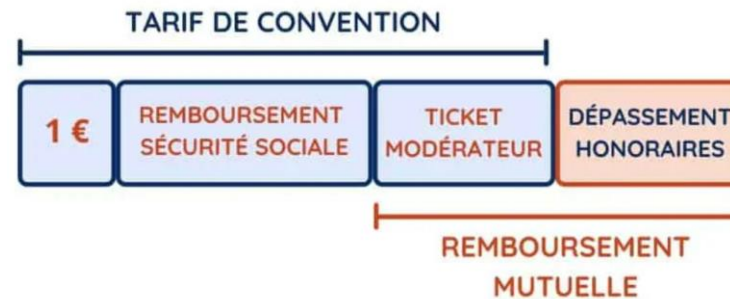 TARIF DE CONVENTION
1 €
REMBOURSEMENT
SÉCURITÉ SOCIALE
TICKET
MODÉRATEUR
DÉPASSEMENT
HONORAIRES
REMBOURSEMENT
MUTUELLE